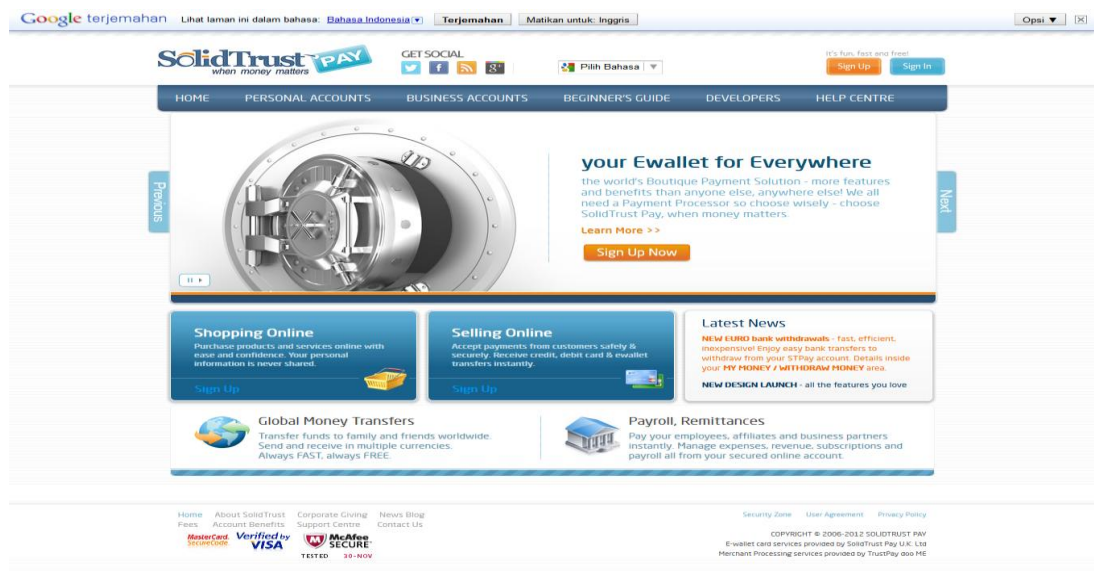 Google terjemahan Lihat laman ini dalam bahasa: Bahasa Indonesia Terjemahan Matikan untuk: Inggris Opsi ▼
SolidTrust PAY
when money matters
GET SOCIAL
Pilih Bahasa ▼
It's fun, fast and free!
Sign Up Sign In
HOME PERSONAL ACCOUNTS BUSINESS ACCOUNTS BEGINNER'S GUIDE DEVELOPERS HELP CENTRE
Previous
your Ewallet for Everywhere
the world's Boutique Payment Solution - more features
and benefits than anyone else, anywhere else! We all
need a Payment Processor so choose wisely - choose
SolidTrust Pay, when money matters.
Learn More >>
Sign Up Now
Next
Shopping Online
Purchase products and services online with
ease and confidence. Your personal
information is never shared.
Sign Up
Selling Online
Accept payments from customers safely &
securely. Receive credit, debit card & ewallet
transfers instantly.
Sign Up
Latest News
NEW EURO bank withdrawals - fast, efficient,
inexpensive! Enjoy easy bank transfers to
withdraw from your STPay account. Details inside
your MY MONEY / WITHDRAW MONEY area.
NEW DESIGN LAUNCH - all the features you love
Global Money Transfers
Transfer funds to family and friends worldwide.
Send and receive in multiple currencies.
Always FAST, always FREE.
Payroll, Remittances
Pay your employees, affiliates and business partners
instantly. Manage expenses, revenue, subscriptions and
payroll all from your secured online account.
Home About SolidTrust Corporate Giving News Blog
Fees Account Benefits Support Centre Contact Us
MasterCard. SecureCode
Verified by VISA
McAfee SECURE
TESTED 30-NOV
Security Zone User Agreement Privacy Policy
COPYRIGHT © 2006-2012 SOLIDTRUST PAY
E-wallet card services provided by SolidTrust Pay U.K. Ltd
Merchant Processing services provided by TrustPay doo ME